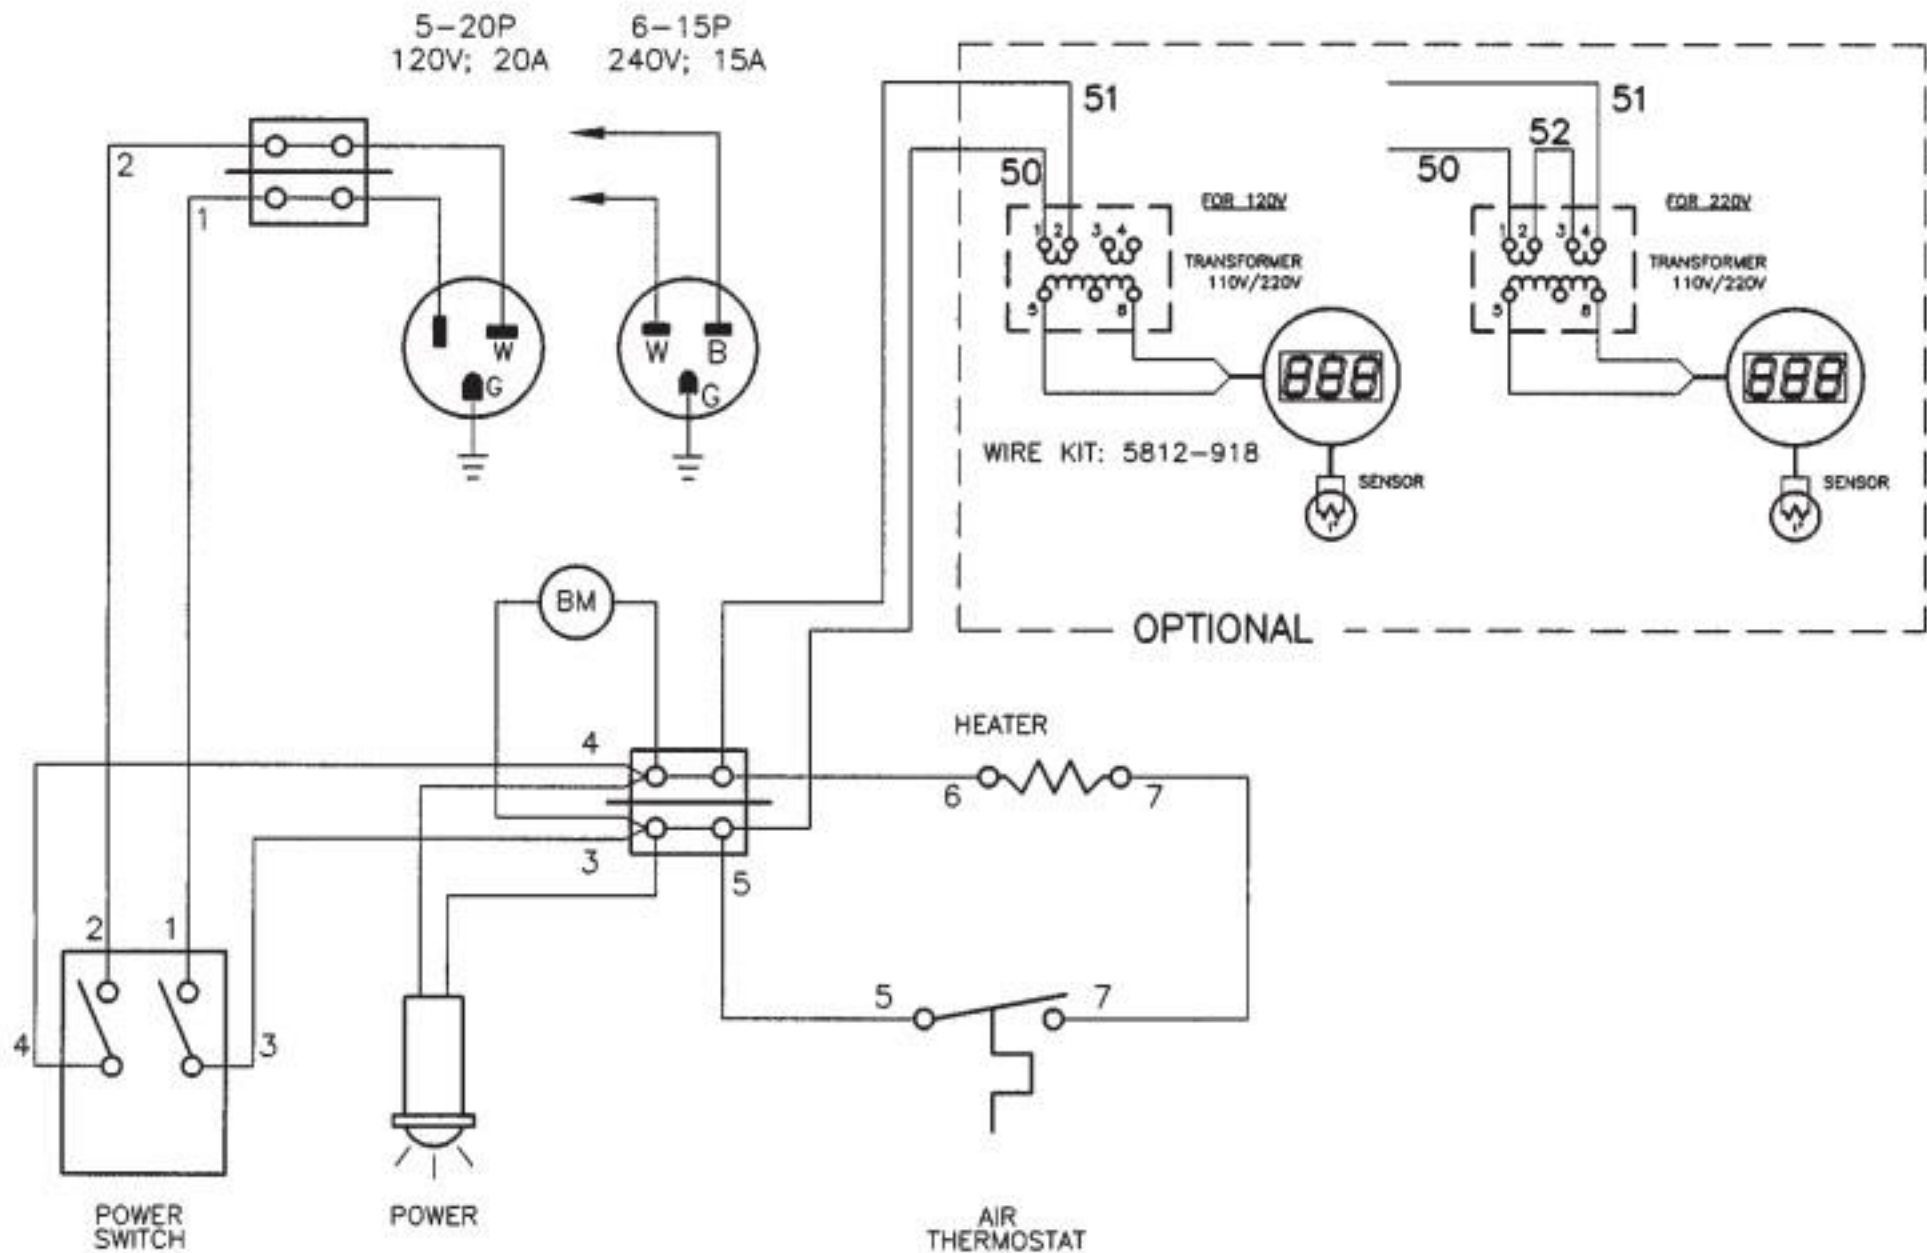 5-20P
120V; 20A
6-15P
240V; 15A
2
1
W
G
W
B
G
51
50
1
2
3
4
FOR 120V
TRANSFORMER
110V/220V
5
8
51
52
50
1
2
3
4
FOR 220V
TRANSFORMER
110V/220V
5
8
888
888
WIRE KIT: 5812-918
SENSOR
SENSOR
OPTIONAL
BM
4
3
5
HEATER
6
7
5
7
2
1
4
3
POWER
SWITCH
POWER
AIR
THERMOSTAT